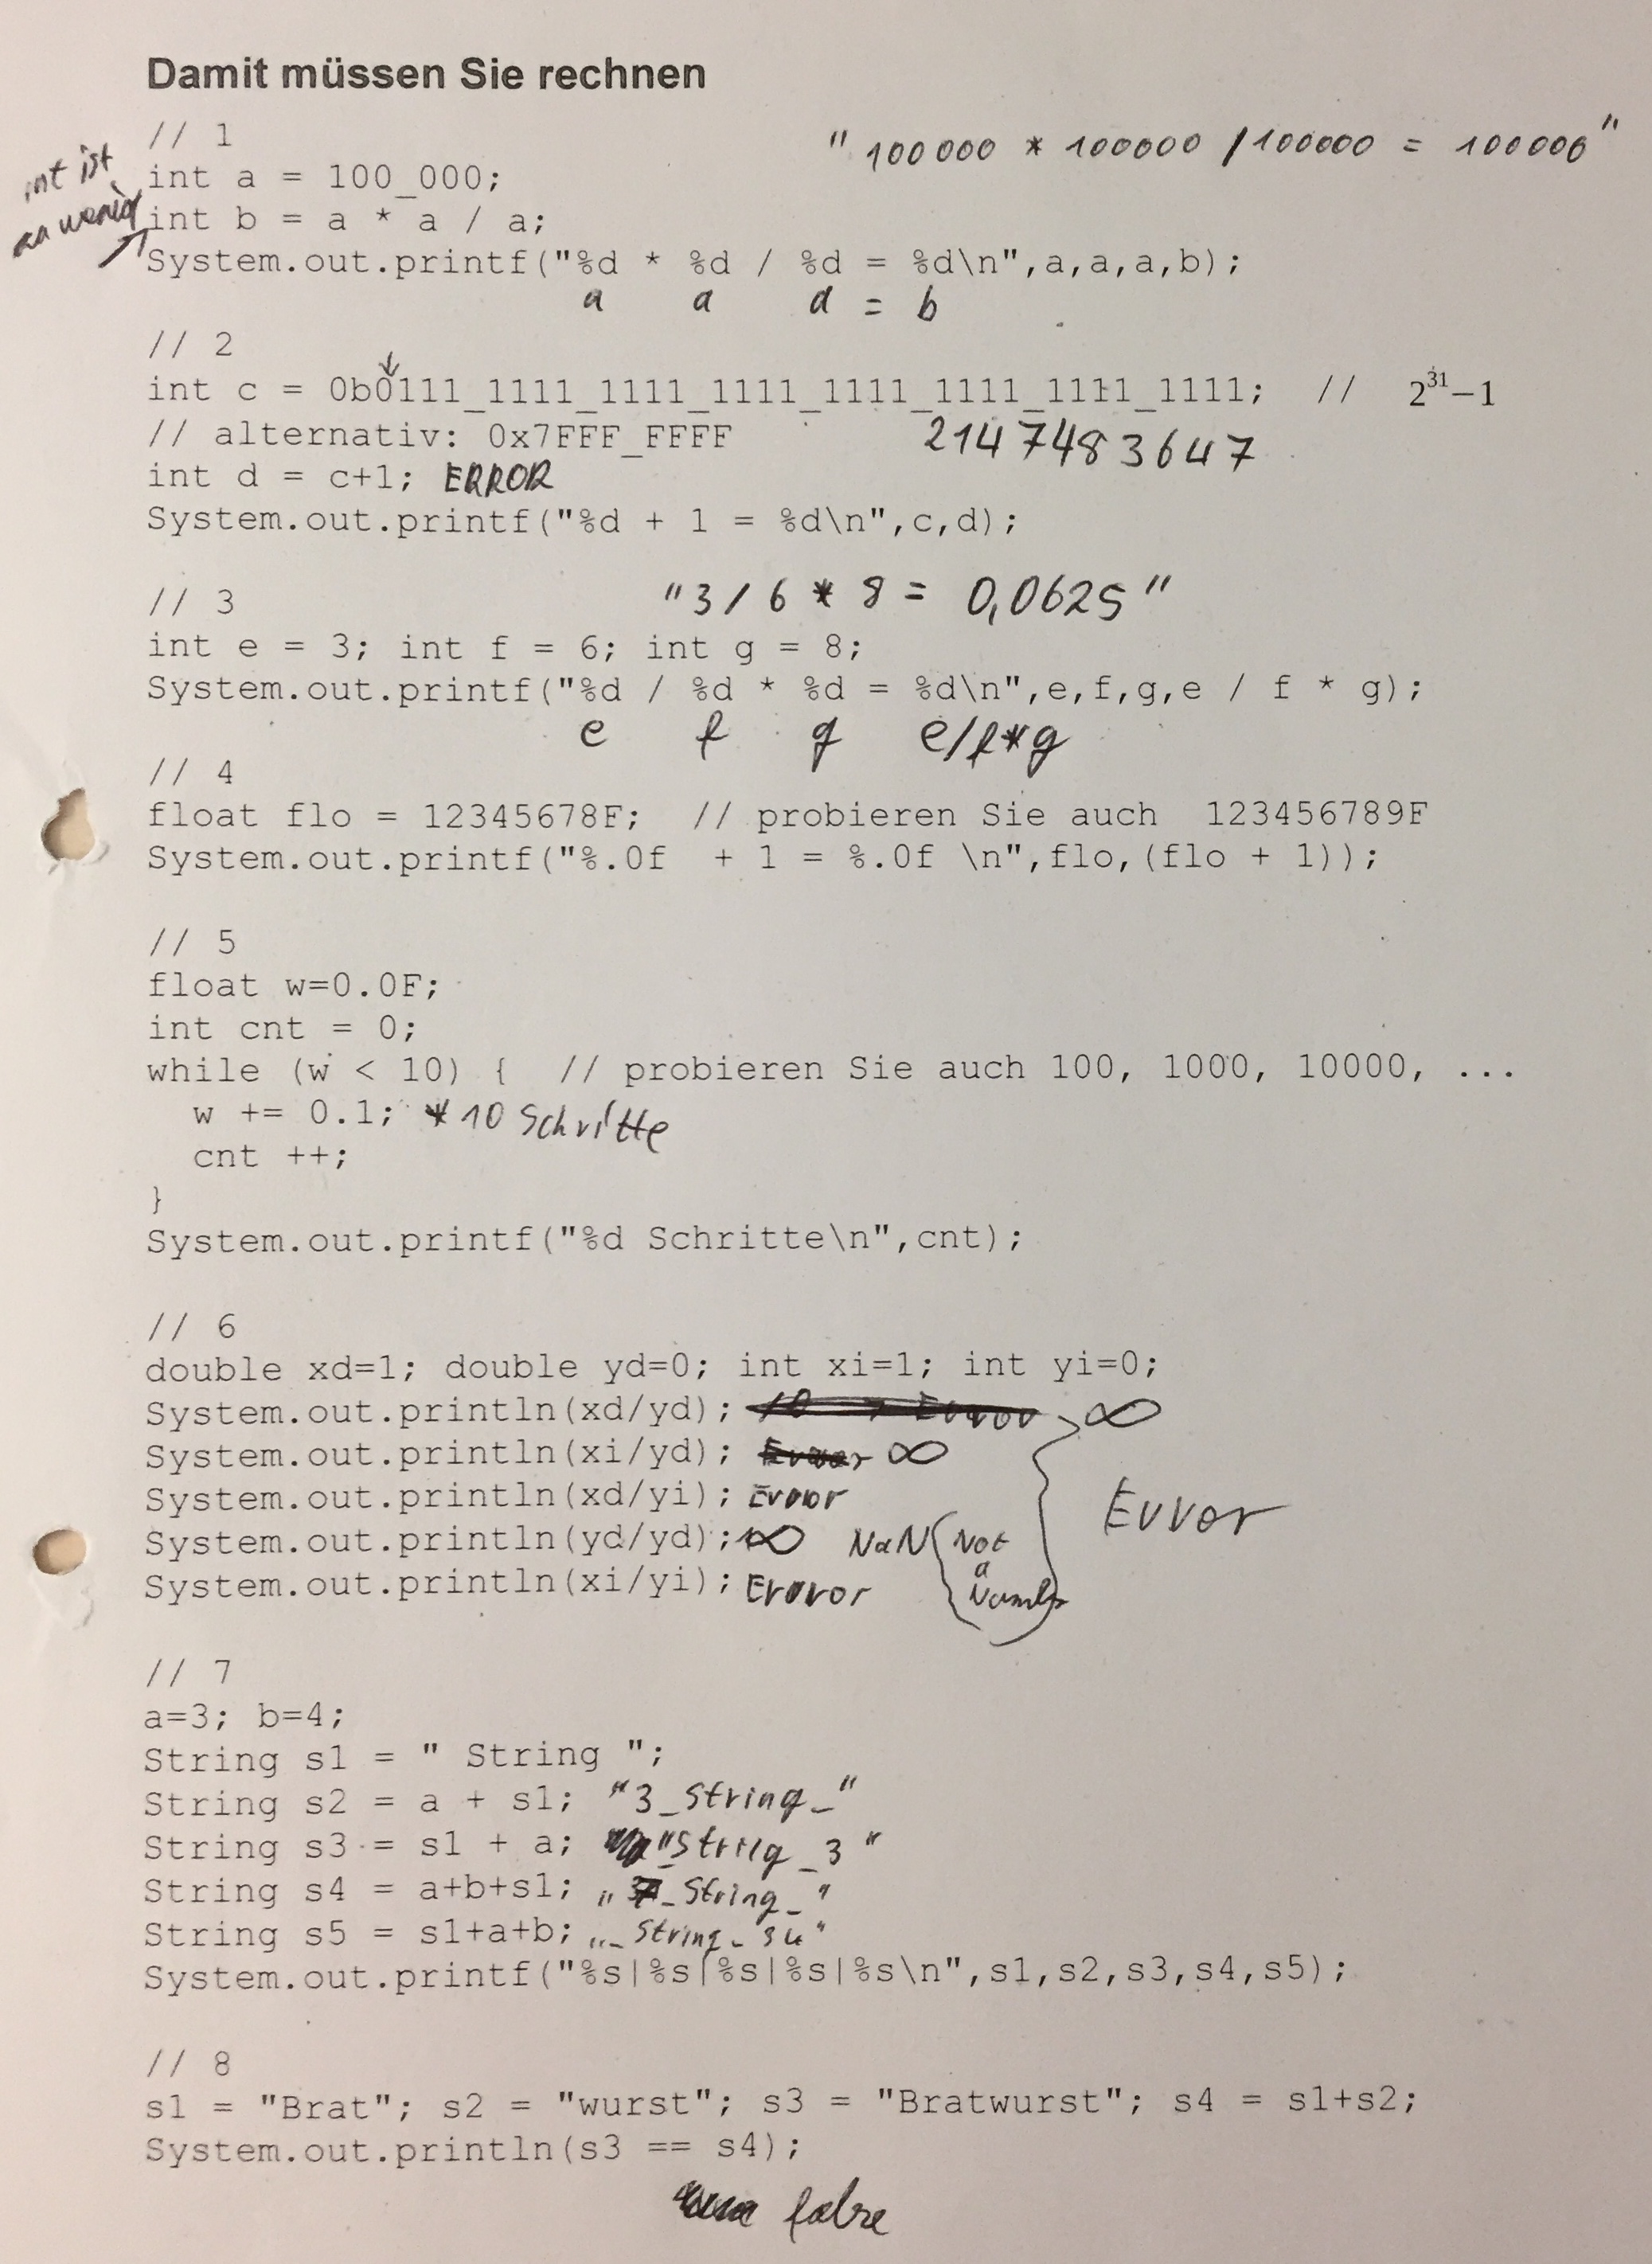 Damit müssen Sie rechnen
// 1
" 100 000 * 100000 / 100000 = 100000 "
int ist
int a = 100_000;
zu wenig
int b = a * a / a;
System.out.printf("%d * %d / %d = %d\n",a,a,a,b);
a a a = b
// 2
int c = 0b0111_1111_1111_1111_1111_1111_1111_1111; // 2^31−1
// alternativ: 0x7FFF_FFFF 2147483647
int d = c+1; ERROR
System.out.printf("%d + 1 = %d\n",c,d);
// 3 "3 / 6 * 8 = 0,0625"
int e = 3; int f = 6; int g = 8;
System.out.printf("%d / %d * %d = %d\n",e,f,g,e / f * g);
e f g e/f*g
// 4
float flo = 12345678F; // probieren Sie auch 123456789F
System.out.printf("%.0f + 1 = %.0f \n",flo,(flo + 1));
// 5
float w=0.0F;
int cnt = 0;
while (w < 10) { // probieren Sie auch 100, 1000, 10000, ...
w += 0.1; * 10 Schritte
cnt ++;
}
System.out.printf("%d Schritte\n",cnt);
// 6
double xd=1; double yd=0; int xi=1; int yi=0;
System.out.println(xd/yd); ∞
System.out.println(xi/yd); Error ∞
System.out.println(xd/yi); Error Error
System.out.println(yd/yd); ∞ NaN (Not
a
System.out.println(xi/yi); Error
// 7
a=3; b=4;
String s1 = " String ";
String s2 = a + s1; "3_String_"
String s3 = s1 + a; "_String_3"
String s4 = a+b+s1; „7_String_"
String s5 = s1+a+b; „_String_34"
System.out.printf("%s|%s|%s|%s|%s\n",s1,s2,s3,s4,s5);
// 8
s1 = "Brat"; s2 = "wurst"; s3 = "Bratwurst"; s4 = s1+s2;
System.out.println(s3 == s4);
false